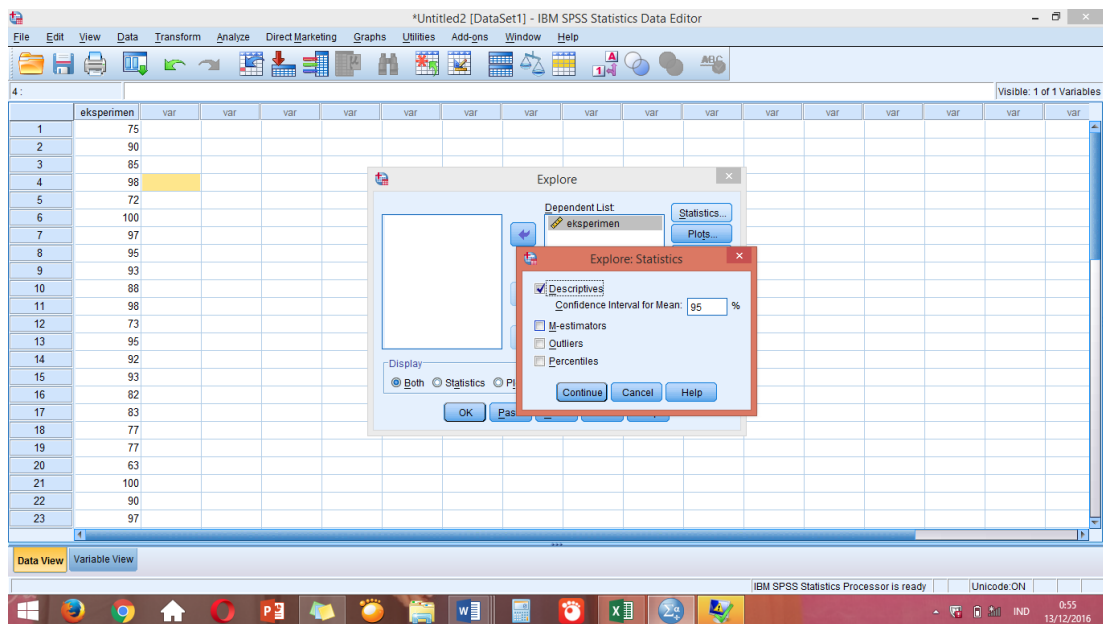 *Untitled2 [DataSet1] - IBM SPSS Statistics Data Editor
File Edit View Data Transform Analyze Direct Marketing Graphs Utilities Add-ons Window Help
4 :
Visible: 1 of 1 Variables
eksperimen var var var var var var var var var var var var var var var var
1 75
2 90
3 85
4 98
5 72
6 100
7 97
8 95
9 93
10 88
11 98
12 73
13 95
14 92
15 93
16 82
17 83
18 77
19 77
20 63
21 100
22 90
23 97
Explore
Dependent List:
eksperimen
Statistics...
Plots...
Display
Both Statistics
OK
Explore: Statistics
Descriptives
Confidence Interval for Mean: 95 %
M-estimators
Outliers
Percentiles
Continue Cancel Help
Data View Variable View
IBM SPSS Statistics Processor is ready Unicode:ON
IND 0:55
13/12/2016